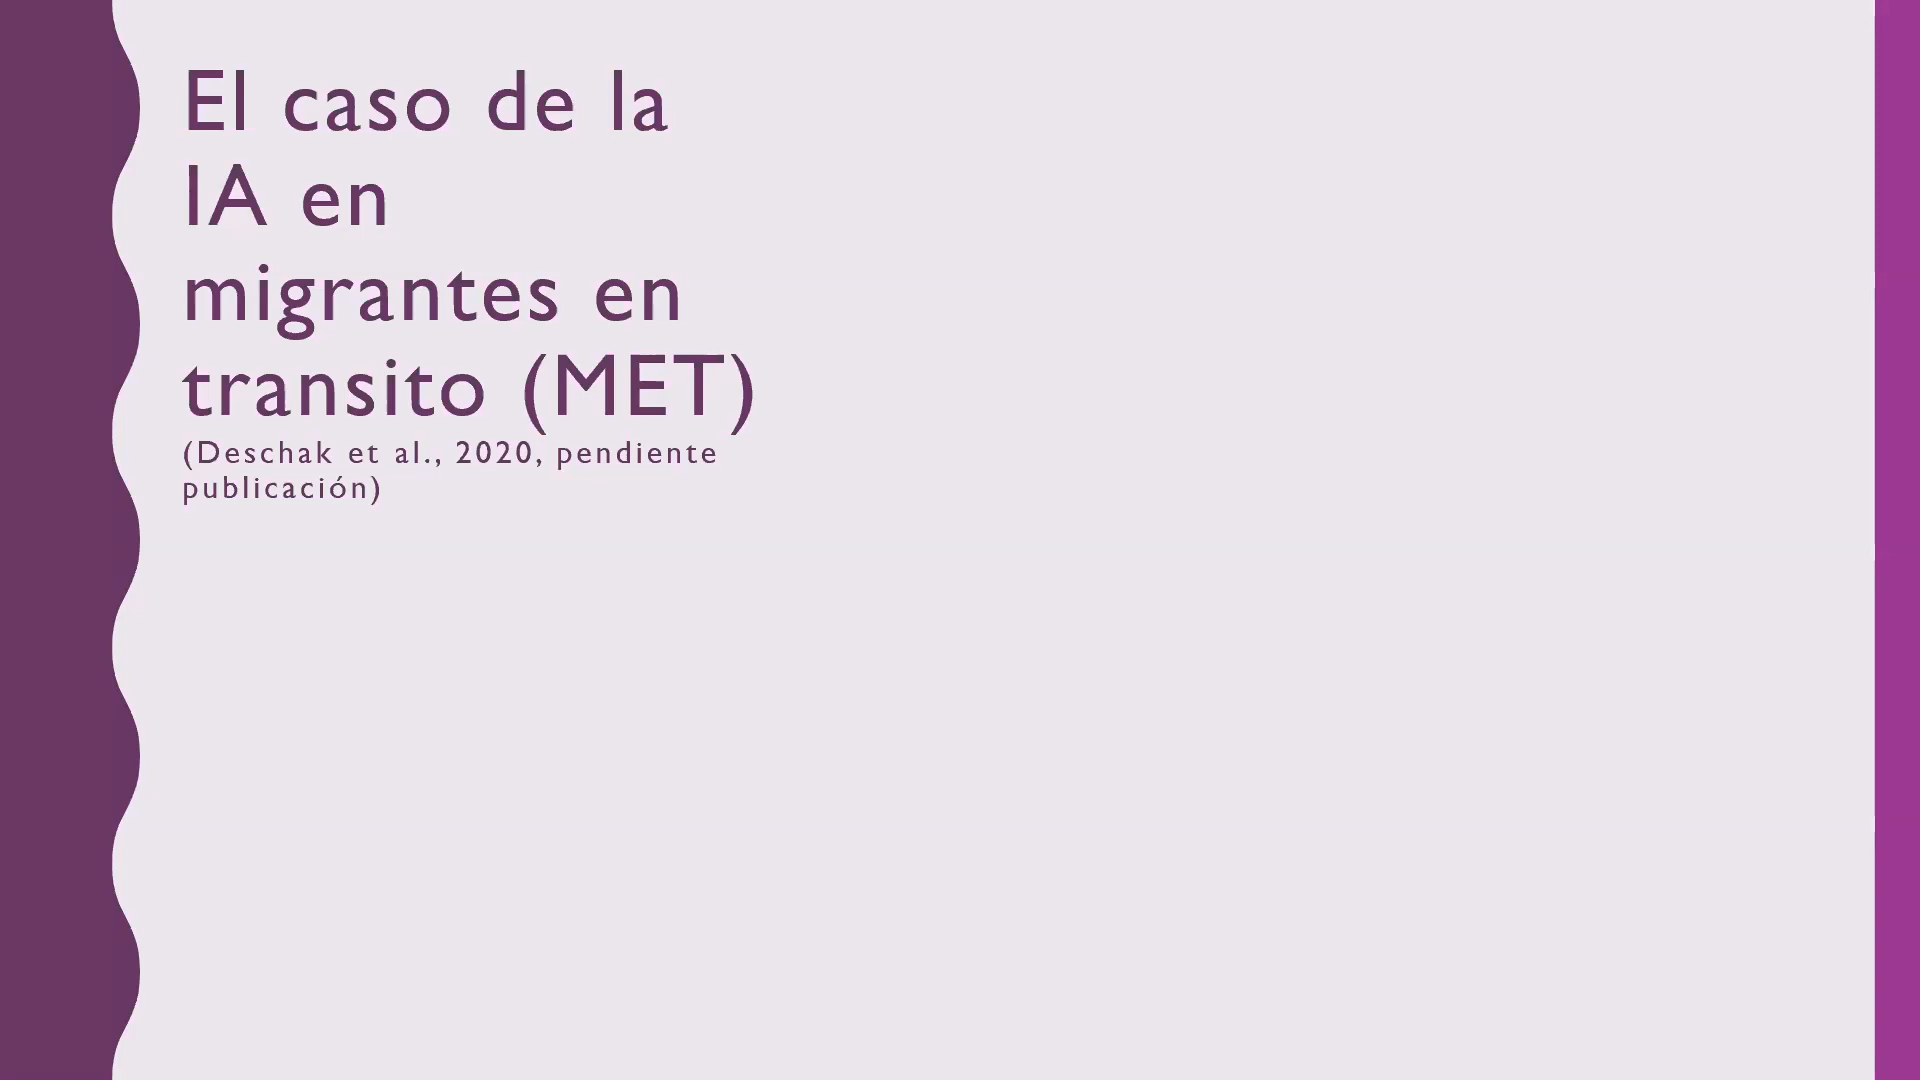 El caso de la
IA en
migrantes en
transito (MET)
(Deschak et al., 2020, pendiente
publicación)